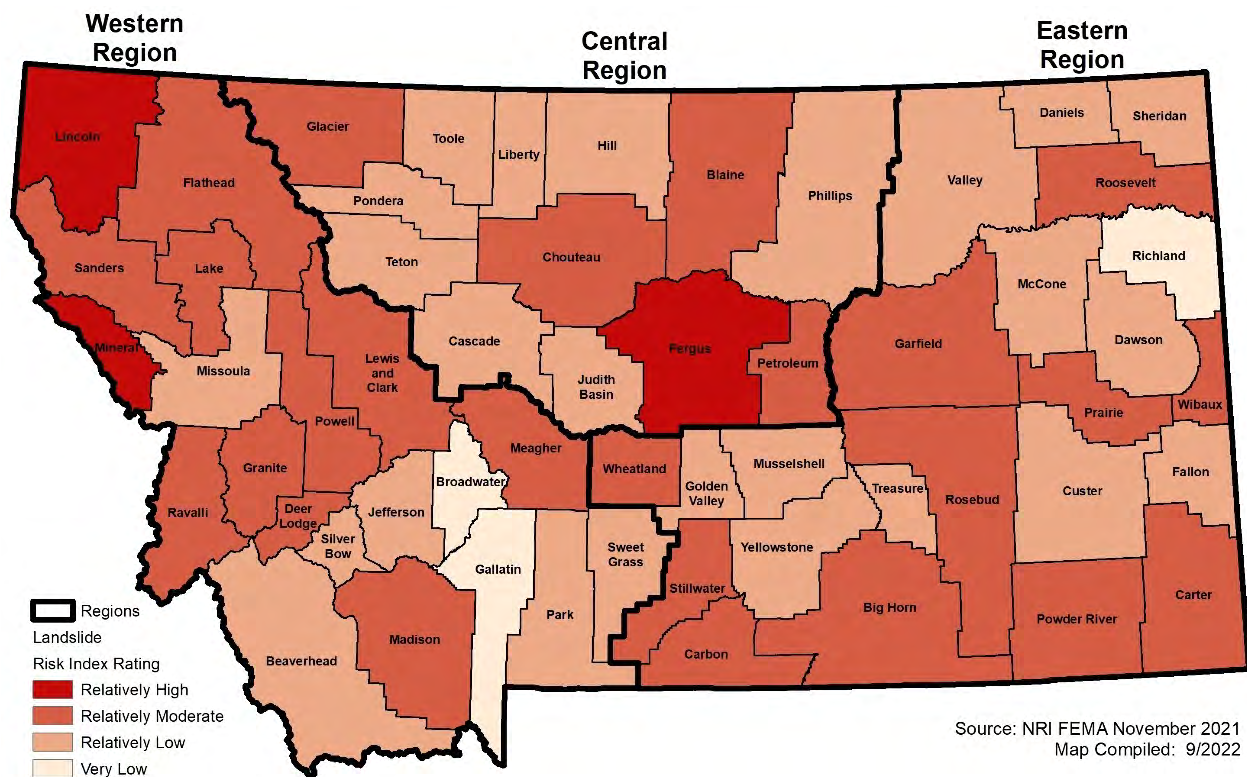 Western
Region
Central
Region
Eastern
Region
Lincoln
Flathead
Glacier
Toole
Liberty
Hill
Blaine
Phillips
Valley
Daniels
Sheridan
Roosevelt
Richland
McCone
Dawson
Pondera
Teton
Chouteau
Sanders
Lake
Mineral
Missoula
Lewis
and
Clark
Cascade
Judith
Basin
Fergus
Petroleum
Garfield
Prairie
Wibaux
Powell
Granite
Ravalli
Deer
Lodge
Silver
Bow
Jefferson
Broadwater
Meagher
Wheatland
Golden
Valley
Musselshell
Treasure
Rosebud
Custer
Fallon
Gallatin
Park
Sweet
Grass
Stillwater
Yellowstone
Carbon
Big Horn
Powder River
Carter
Beaverhead
Madison
Regions
Landslide
Risk Index Rating
Relatively High
Relatively Moderate
Relatively Low
Very Low
Source: NRI FEMA November 2021
Map Compiled: 9/2022